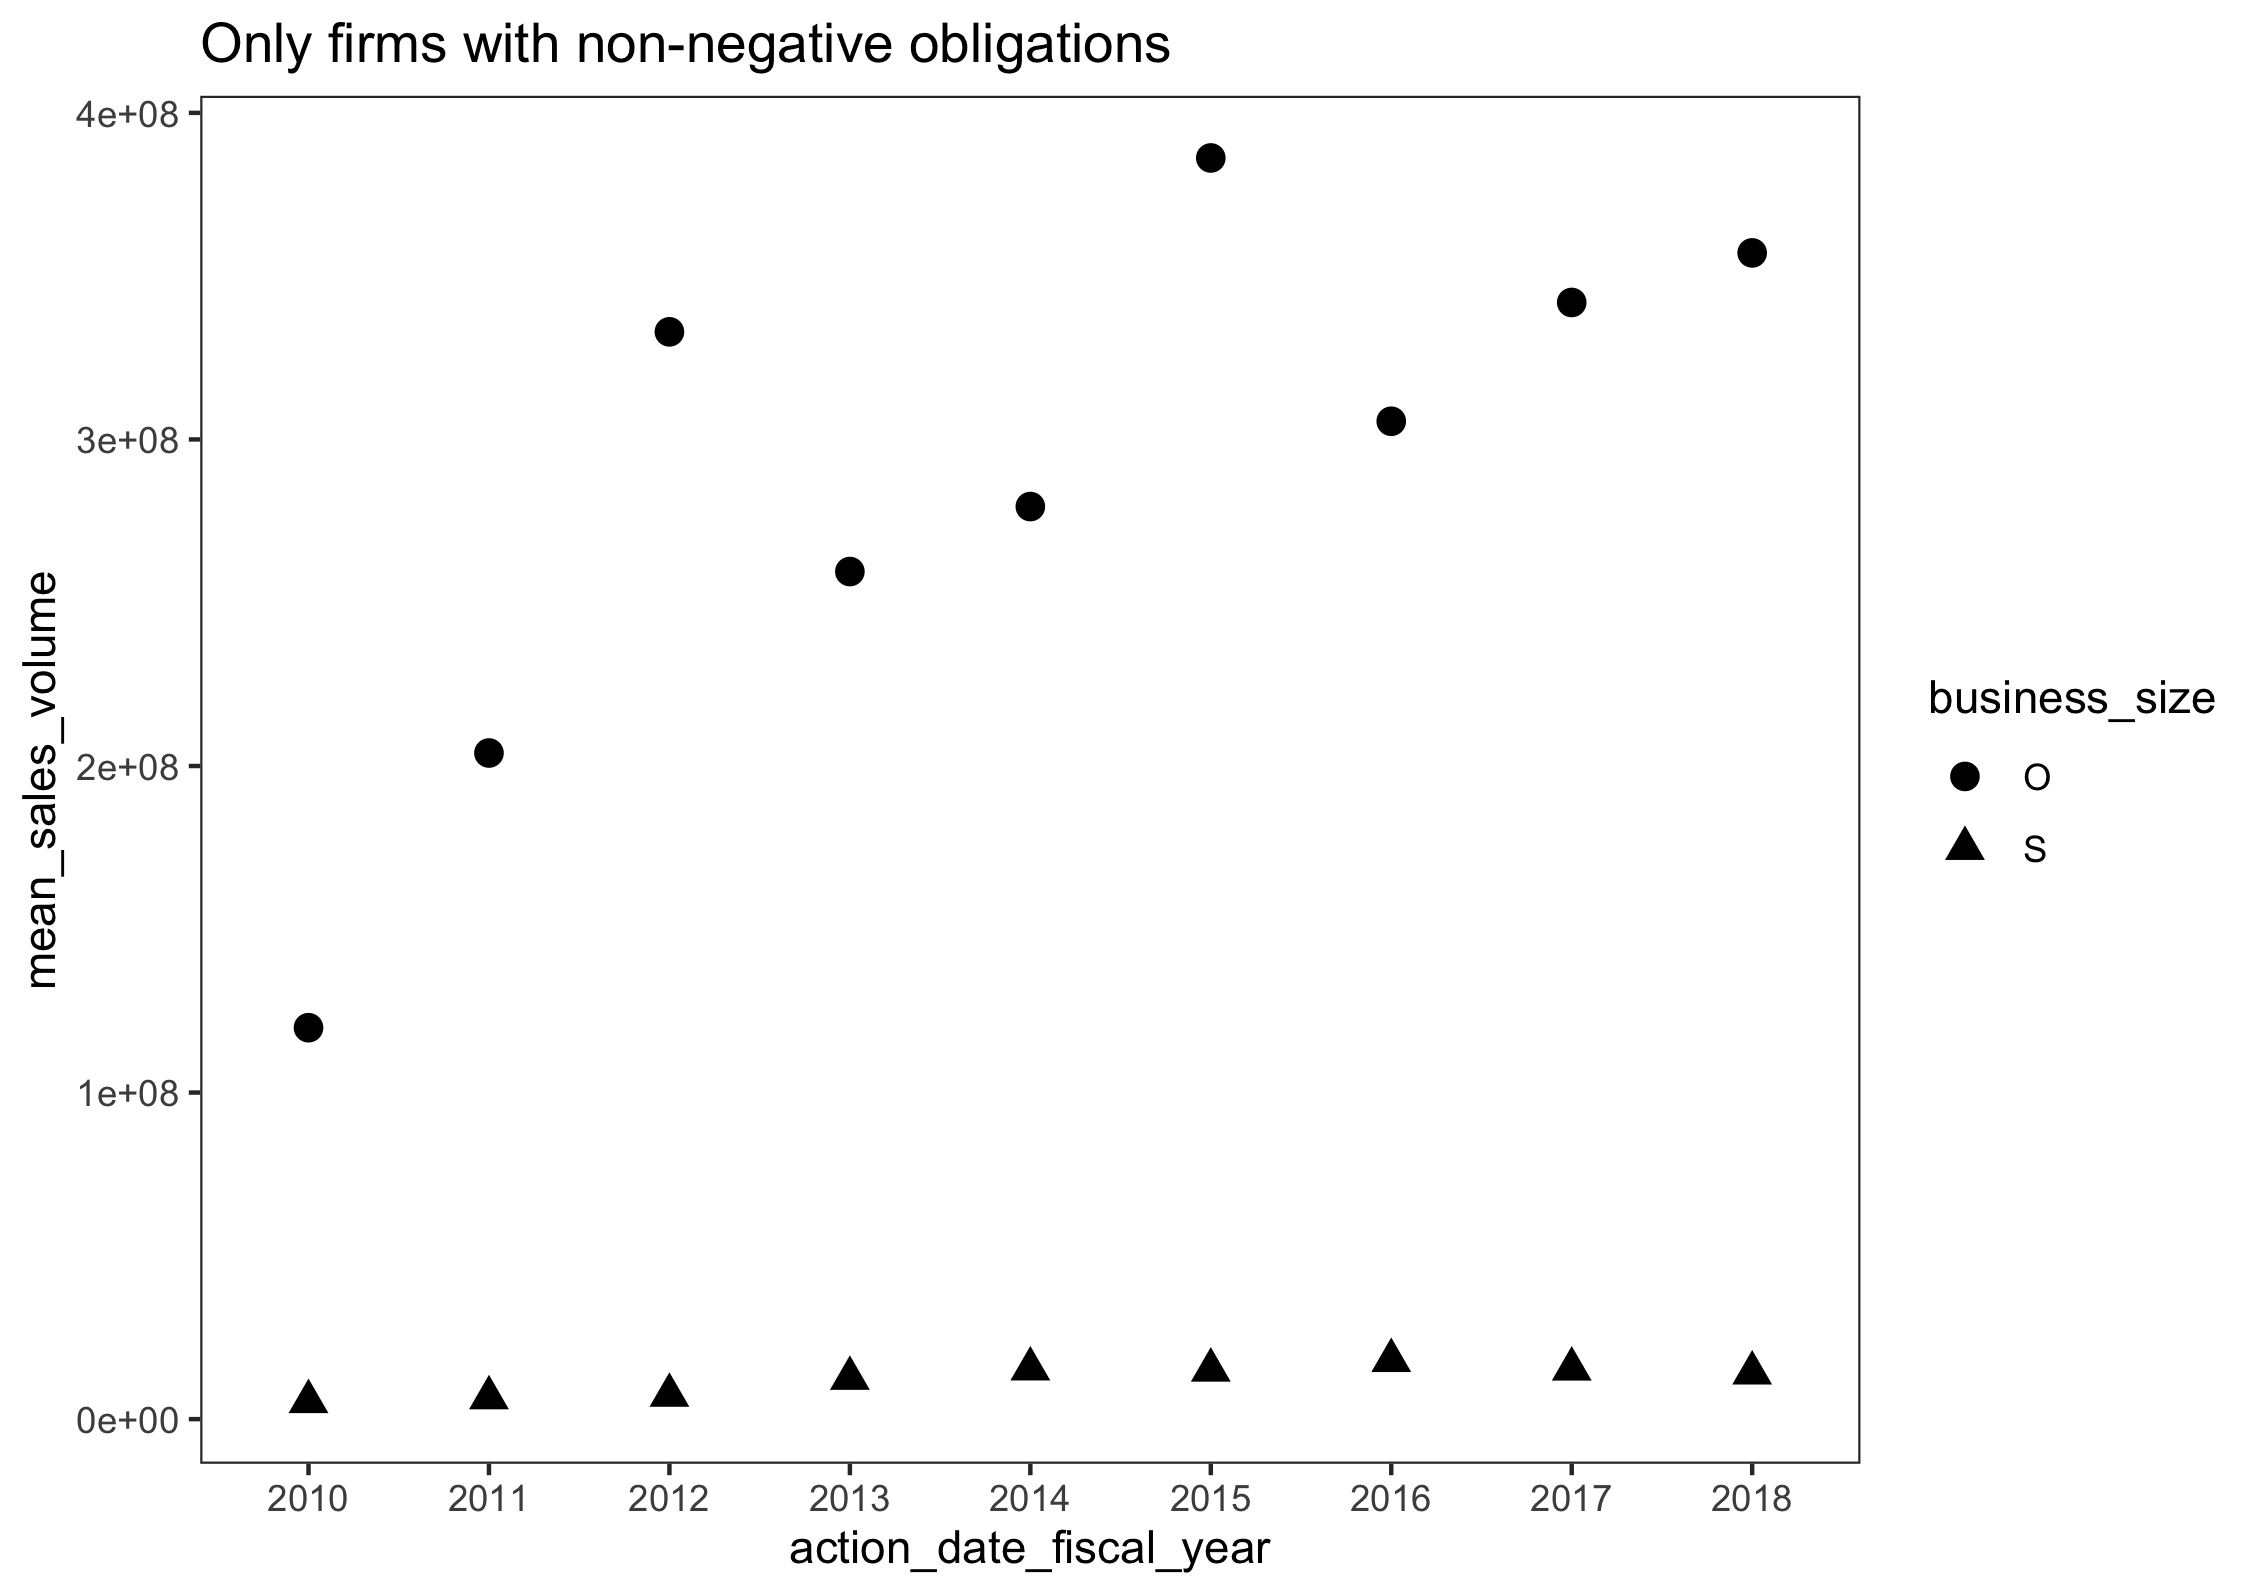 Only firms with non-negative obligations
4e+08
3e+08
2e+08
1e+08
0e+00
mean_sales_volume
2010 2011 2012 2013 2014 2015 2016 2017 2018
action_date_fiscal_year
business_size
O
S